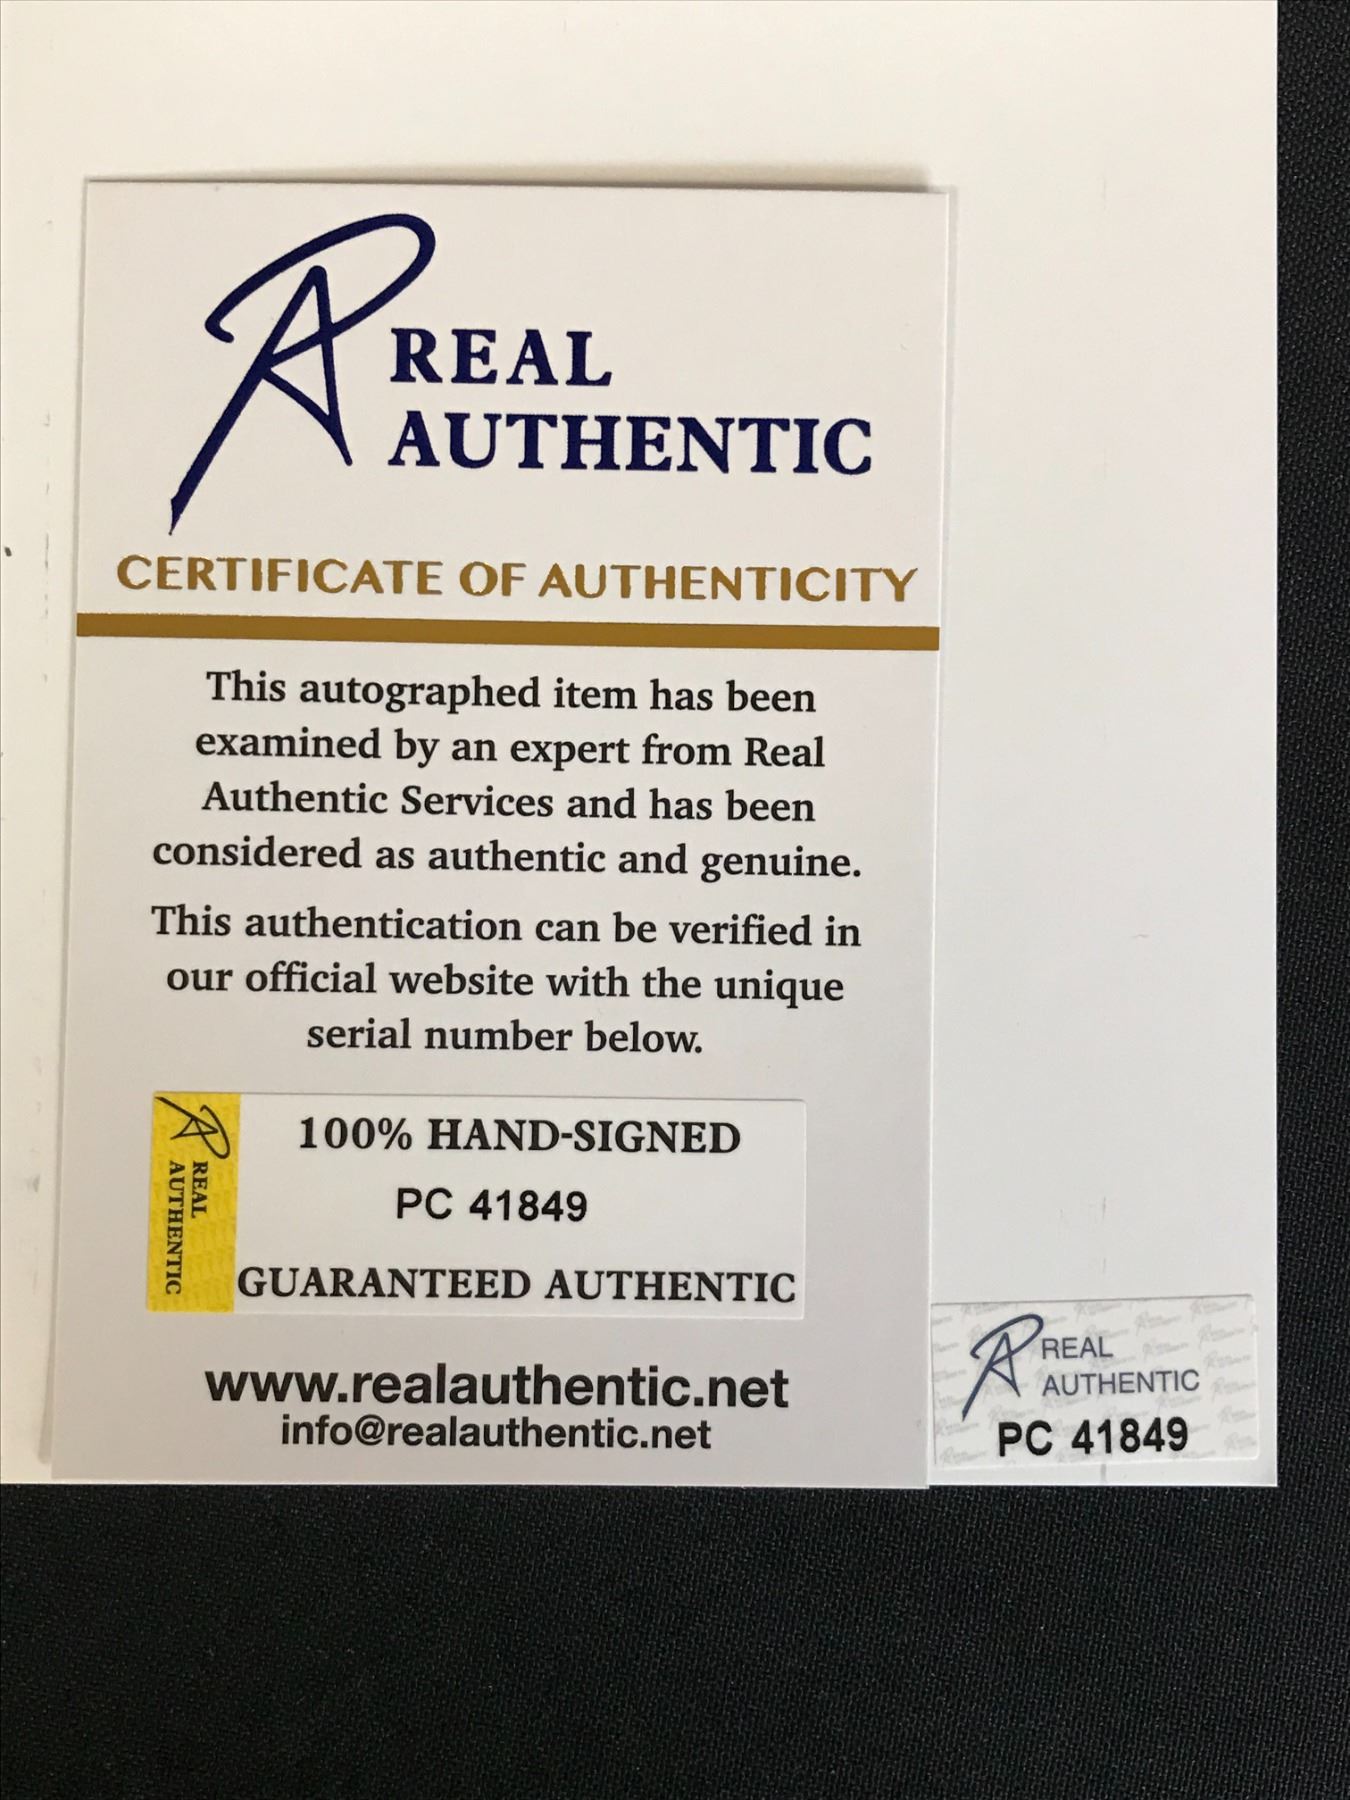 REAL
AUTHENTIC
CERTIFICATE OF AUTHENTICITY
This autographed item has been
examined by an expert from Real
Authentic Services and has been
considered as authentic and genuine.
This authentication can be verified in
our official website with the unique
serial number below.
REAL
AUTHENTIC
100% HAND-SIGNED
PC 41849
GUARANTEED AUTHENTIC
www.realauthentic.net
info@realauthentic.net
REAL
AUTHENTIC
PC 41849